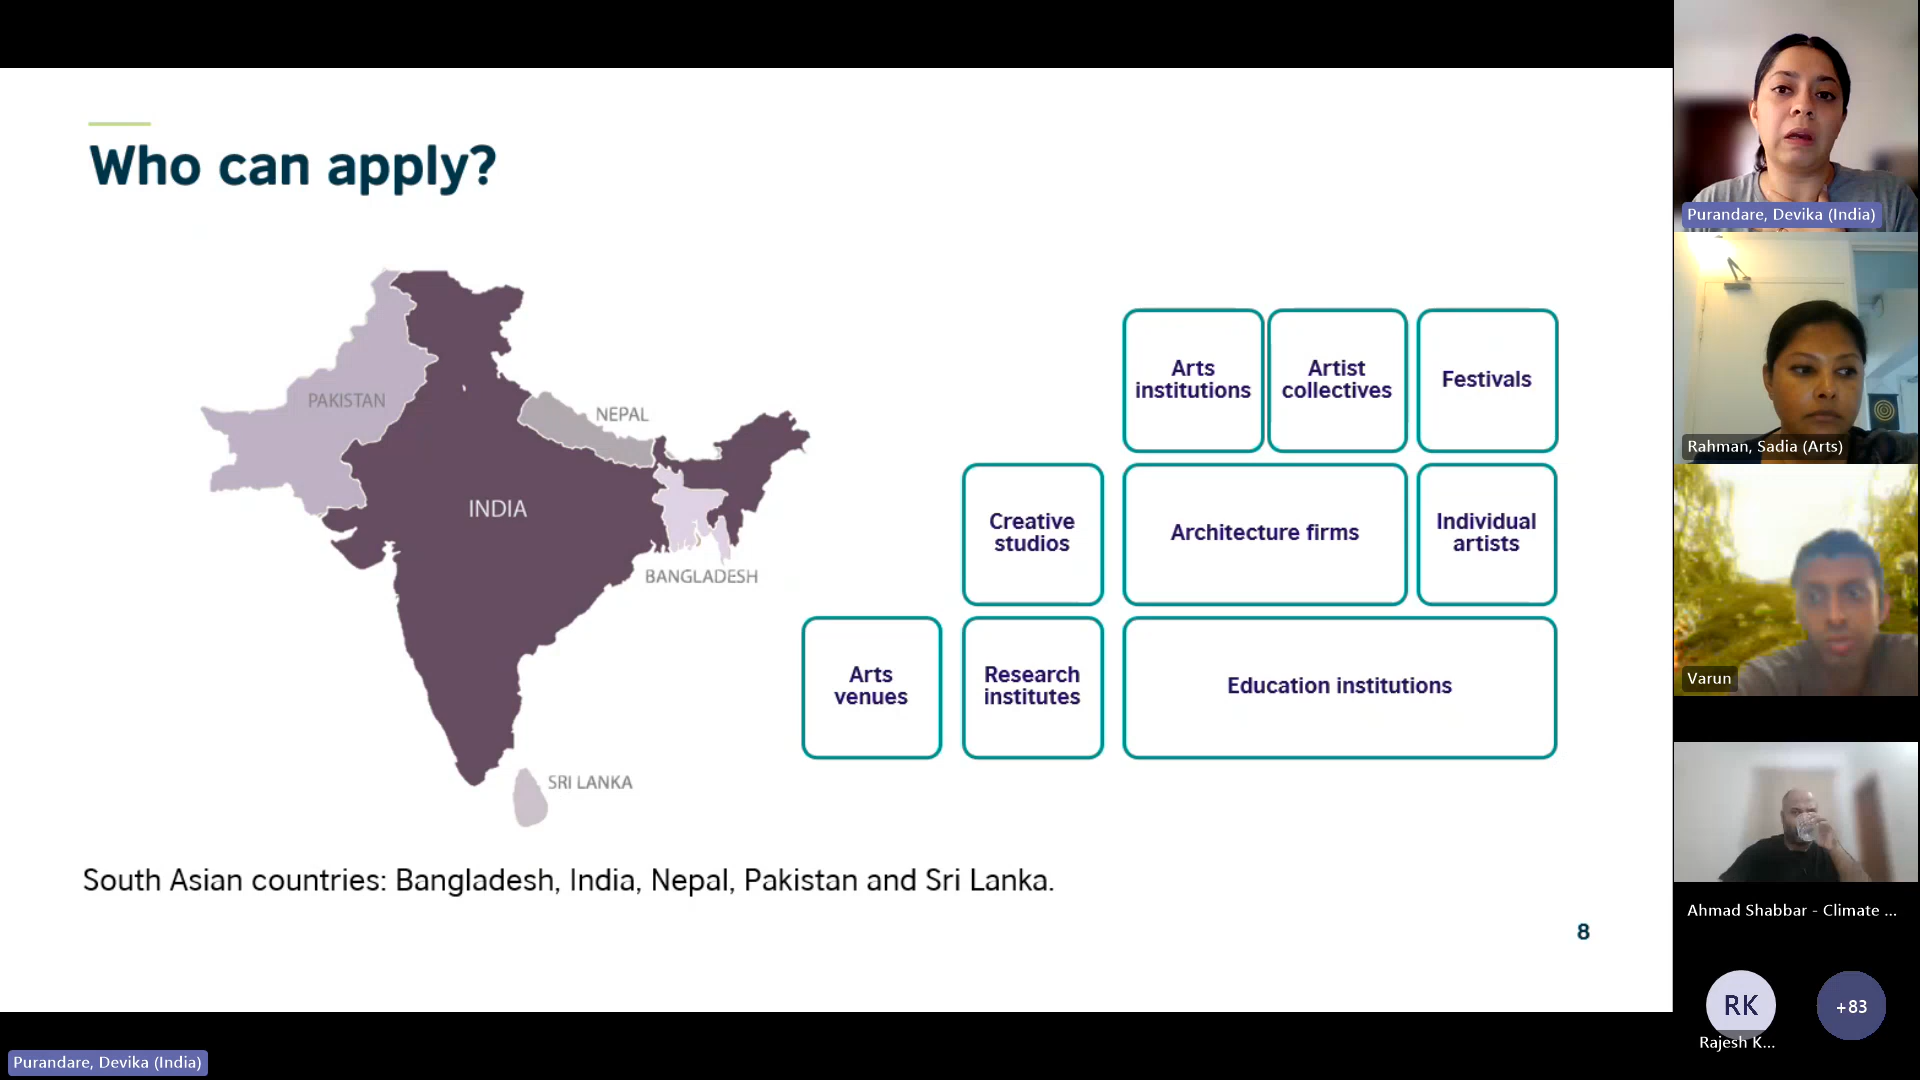 Who can apply?
PAKISTAN
NEPAL
INDIA
BANGLADESH
SRI LANKA
Arts
institutions
Artist
collectives
Festivals
Creative
studios
Architecture firms
Individual
artists
Arts
venues
Research
institutes
Education institutions
South Asian countries: Bangladesh, India, Nepal, Pakistan and Sri Lanka.
8
Purandare, Devika (India)
Purandare, Devika (India)
Rahman, Sadia (Arts)
Varun
Ahmad Shabbar - Climate ...
RK
Rajesh K...
+83